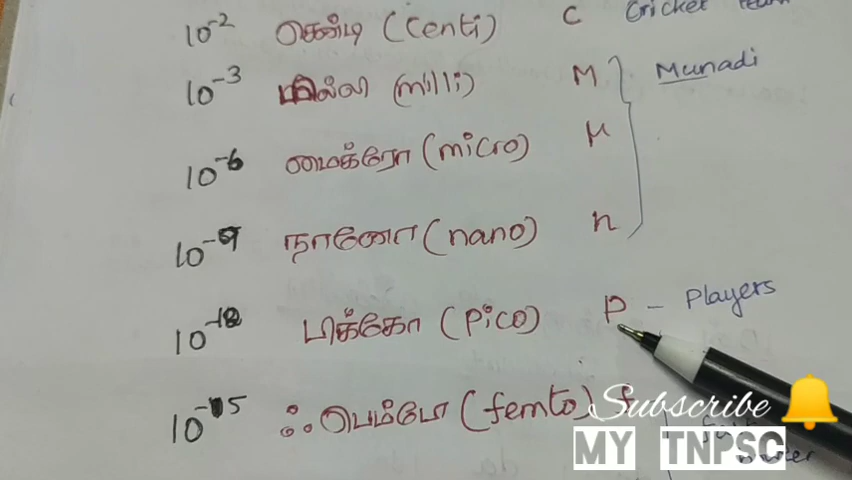 10-2 சென்டி (centi) c Cricket team
10-3 மில்லி (milli) M Munadi
10-6 மைக்ரோ (micro) μ
10-9 நானோ (nano) n
10-12 பிக்கோ (pico) p - Players
10-15 ஃபெம்டோ (femto) f
Subscribe
MY TNPSC